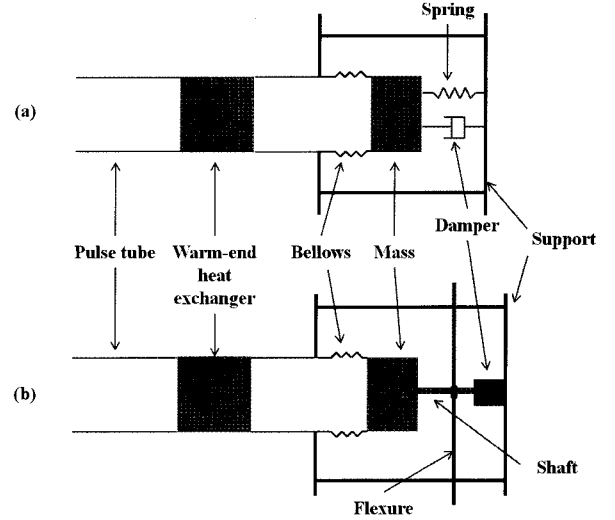 Spring
(a)
Damper
Support
Pulse tube
Warm-end
heat
exchanger
Bellows
Mass
(b)
Shaft
Flexure